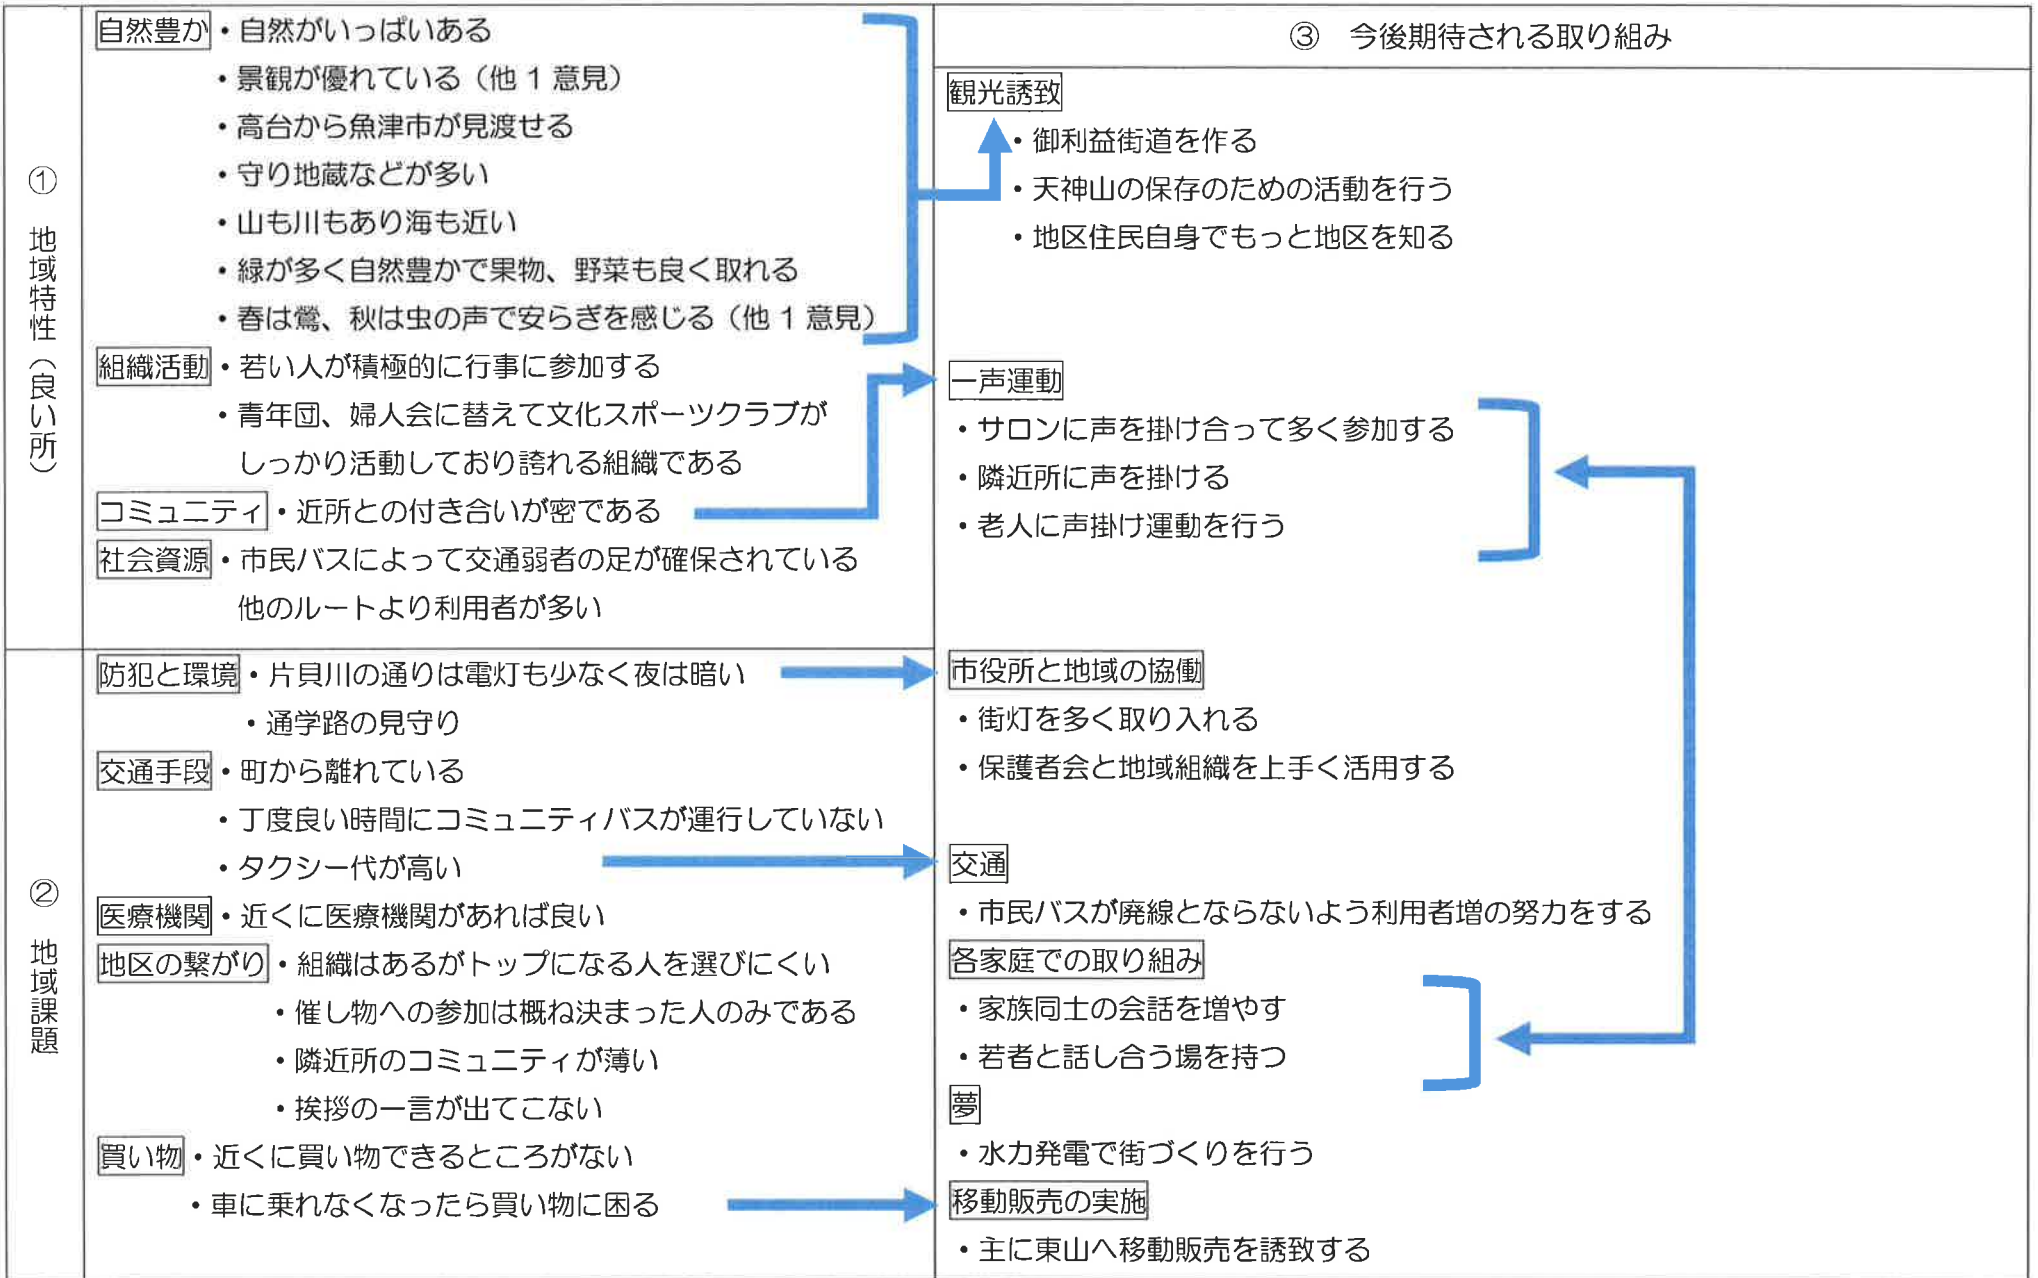 ① 地域特性（良い所）
自然豊か・自然がいっぱいある
・景観が優れている（他 1 意見）
・高台から魚津市が見渡せる
・守り地蔵などが多い
・山も川もあり海も近い
・緑が多く自然豊かで果物、野菜も良く取れる
・春は鶯、秋は虫の声で安らぎを感じる（他 1 意見）
組織活動・若い人が積極的に行事に参加する
・青年団、婦人会に替えて文化スポーツクラブが
しっかり活動しており誇れる組織である
コミュニティ・近所との付き合いが密である
社会資源・市民バスによって交通弱者の足が確保されている
他のルートより利用者が多い
② 地域課題
防犯と環境・片貝川の通りは電灯も少なく夜は暗い
・通学路の見守り
交通手段・町から離れている
・丁度良い時間にコミュニティバスが運行していない
・タクシー代が高い
医療機関・近くに医療機関があれば良い
地区の繋がり・組織はあるがトップになる人を選びにくい
・催し物への参加は概ね決まった人のみである
・隣近所のコミュニティが薄い
・挨拶の一言が出てこない
買い物・近くに買い物できるところがない
・車に乗れなくなったら買い物に困る
③ 今後期待される取り組み
観光誘致
・御利益街道を作る
・天神山の保存のための活動を行う
・地区住民自身でもっと地区を知る
一声運動
・サロンに声を掛け合って多く参加する
・隣近所に声を掛ける
・老人に声掛け運動を行う
市役所と地域の協働
・街灯を多く取り入れる
・保護者会と地域組織を上手く活用する
交通
・市民バスが廃線とならないよう利用者増の努力をする
各家庭での取り組み
・家族同士の会話を増やす
・若者と話し合う場を持つ
夢
・水力発電で街づくりを行う
移動販売の実施
・主に東山へ移動販売を誘致する